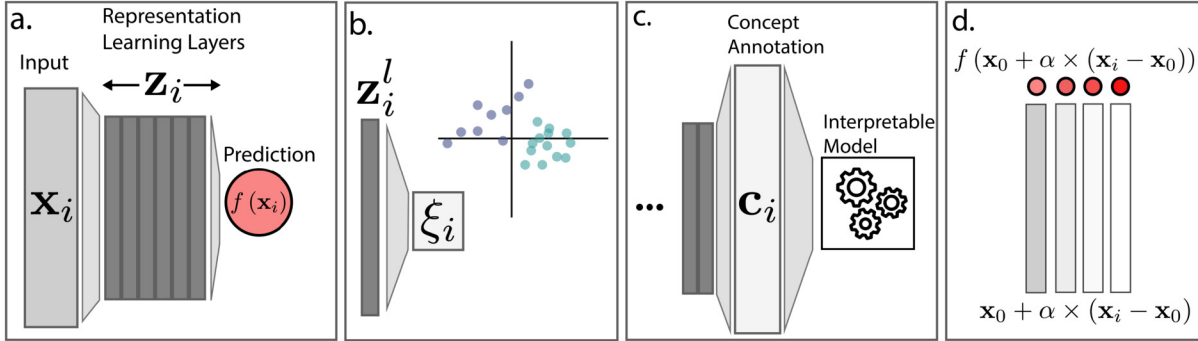 a.
Representation
Learning Layers
Input
z_i
x_i
Prediction
f (x_i)
b.
z_i^l
ξ_i
c.
Concept
Annotation
...
c_i
Interpretable
Model
d.
f (x_0 + α × (x_i − x_0))
x_0 + α × (x_i − x_0)